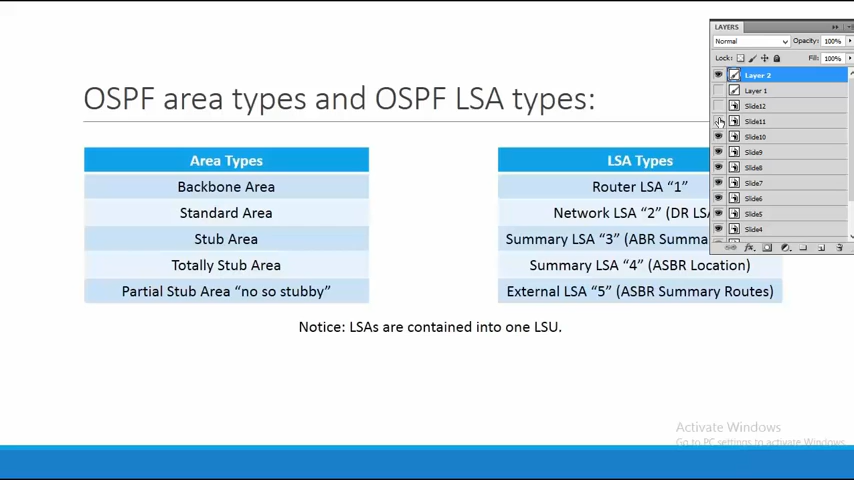 OSPF area types and OSPF LSA types:
Area Types
Backbone Area
Standard Area
Stub Area
Totally Stub Area
Partial Stub Area “no so stubby”
LSA Types
Router LSA “1”
Network LSA “2” (DR LSA
Summary LSA “3” (ABR Summa
Summary LSA “4” (ASBR Location)
External LSA “5” (ASBR Summary Routes)
Notice: LSAs are contained into one LSU.
LAYERS
Normal Opacity: 100%
Lock: Fill: 100%
Layer 2
Layer 1
Slide12
Slide11
Slide10
Slide9
Slide8
Slide7
Slide6
Slide5
Slide4
fx
Activate Windows
Go to PC settings to activate Windows.